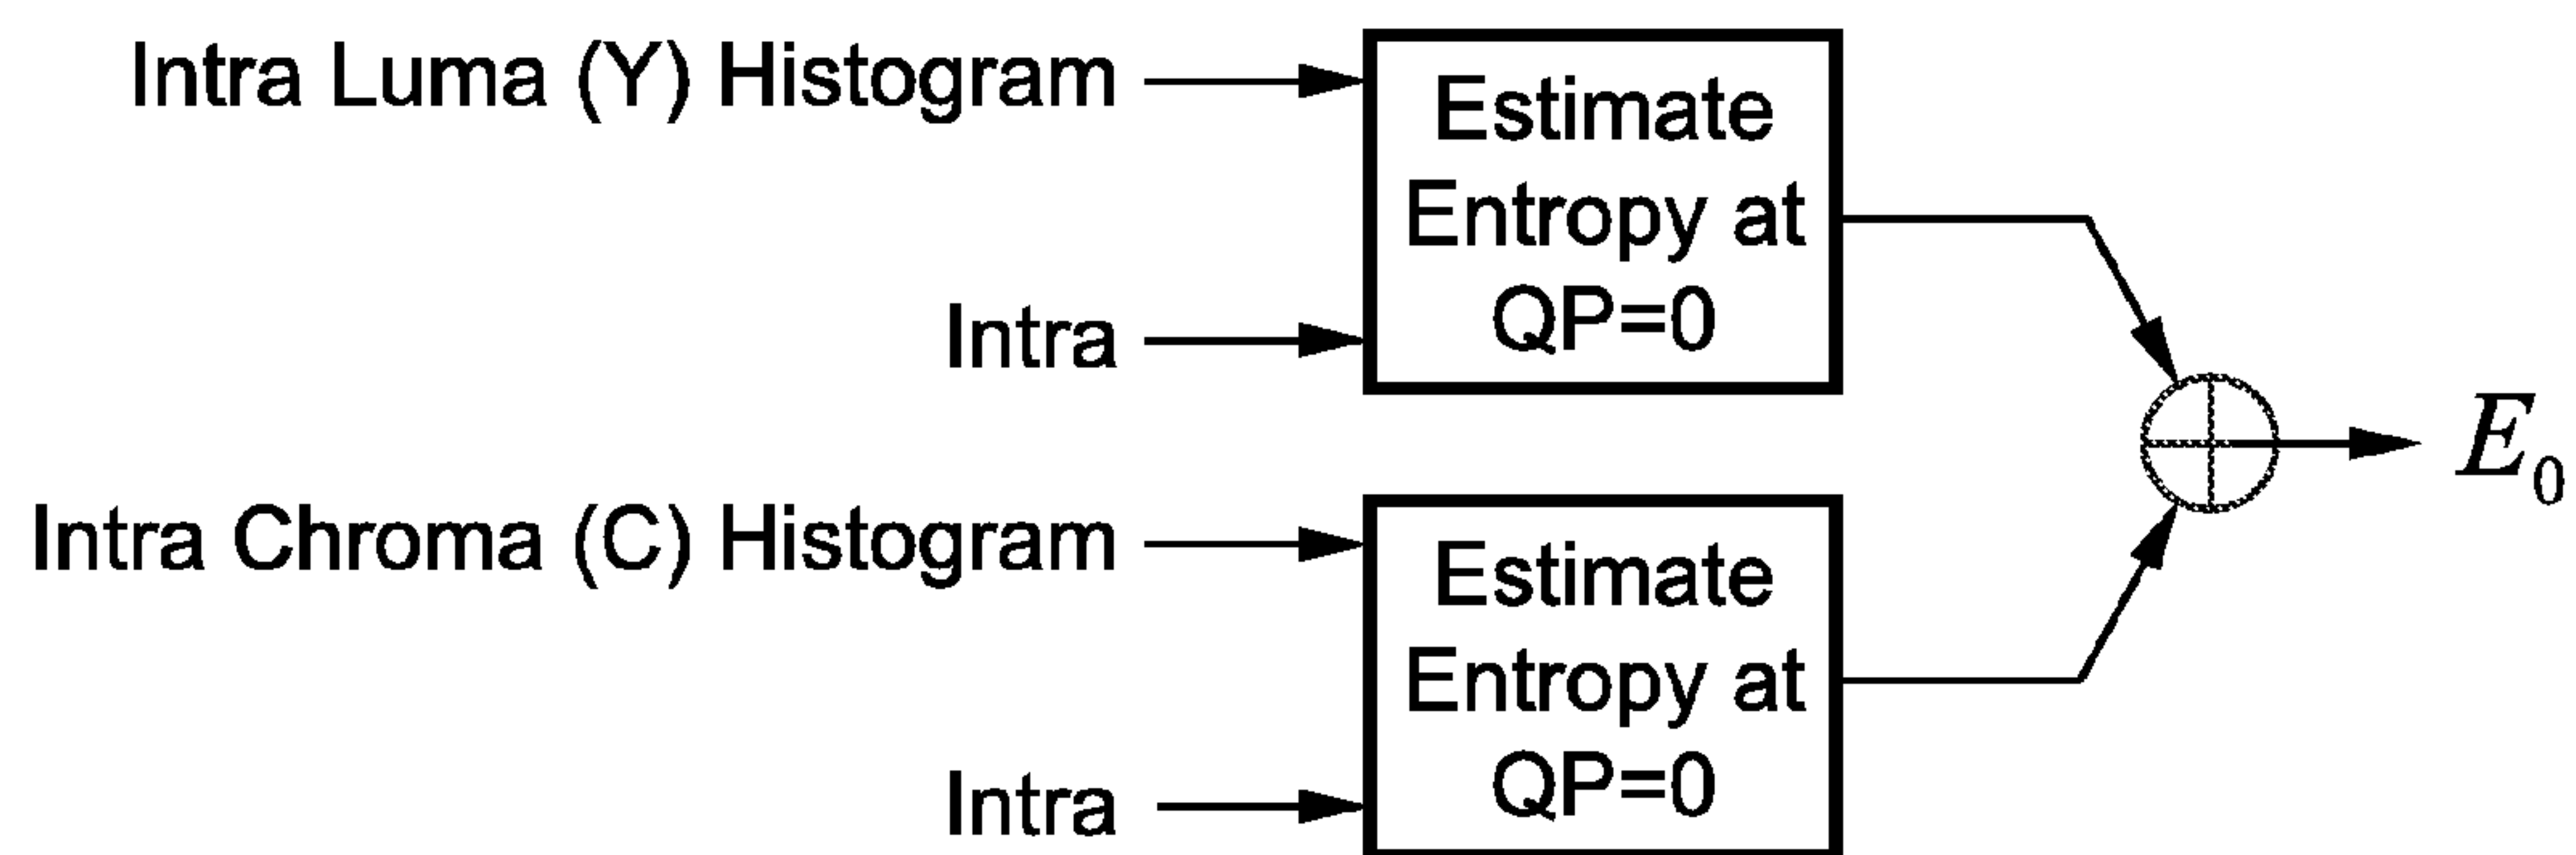 Intra Luma (Y) Histogram
Intra
Estimate
Entropy at
QP=0
Intra Chroma (C) Histogram
Intra
Estimate
Entropy at
QP=0
E₀